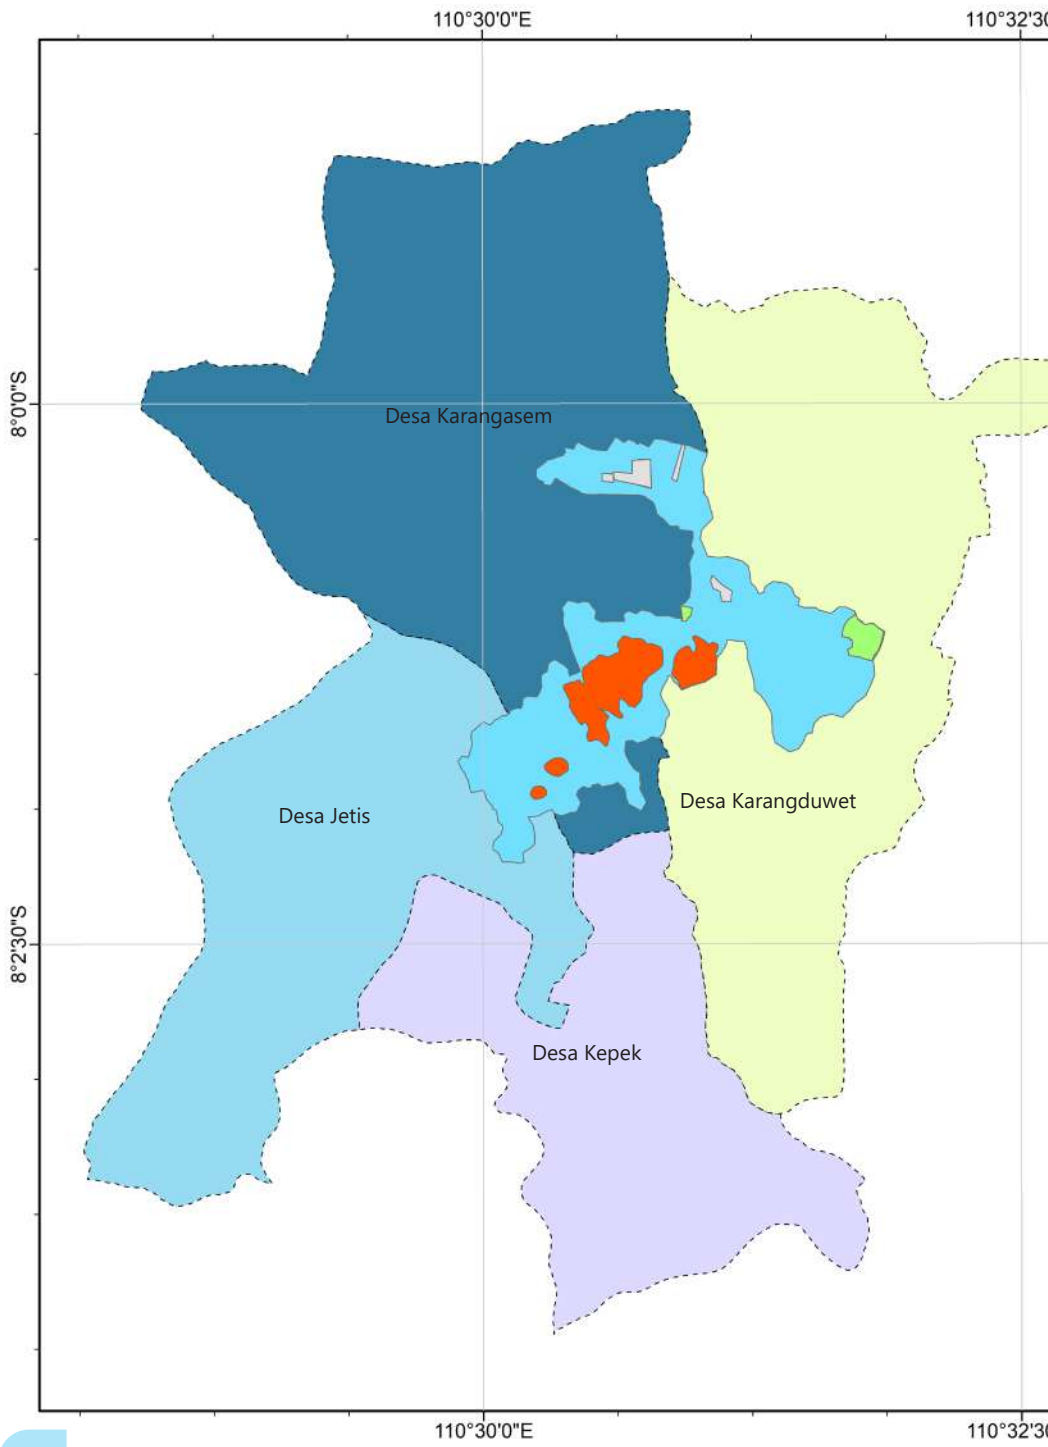 110°30'0"E
110°32'30
8°0'0"S
Desa Karangasem
Desa Jetis
Desa Karangduwet
8°2'30"S
Desa Kepek
110°30'0"E
110°32'30